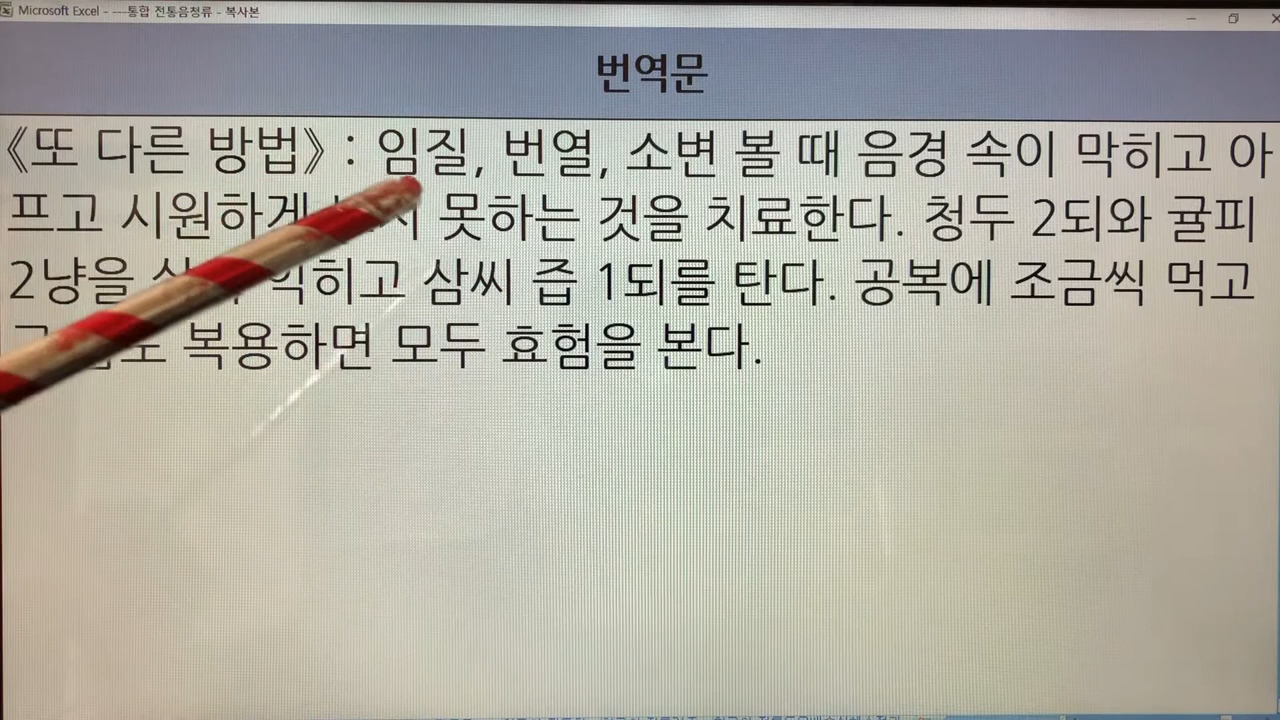 Microsoft Excel - ----통합 전통음청류 - 복사본
번역문
《또 다른 방법》 : 임질, 번열, 소변 볼 때 음경 속이 막히고 아
프고 시원하게 못하는 것을 치료한다. 청두 2되와 귤피
2냥을 익히고 삼씨 즙 1되를 탄다. 공복에 조금씩 먹고
복용하면 모두 효험을 본다.